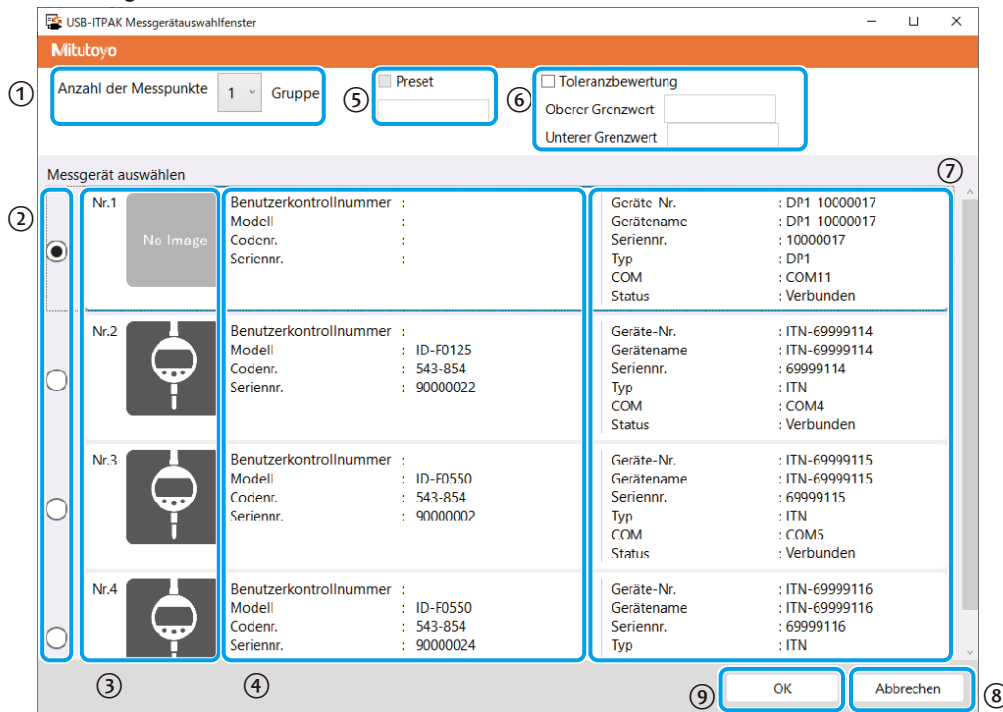 USB-ITPAK Messgerätauswahlfenster
Mitutoyo
① Anzahl der Messpunkte 1 Gruppe
⑤ Preset
⑥ Toleranzbewertung
Oberer Grenzwert
Unterer Grenzwert
Messgerät auswählen
⑦
②
Nr.1
No Image
Benutzerkontrollnummer :
Modell :
Codenr. :
Seriennr. :
Geräte-Nr. : DP1-10000017
Gerätename : DP1-10000017
Seriennr. : 10000017
Typ : DP1
COM : COM11
Status : Verbunden
Nr.2
Benutzerkontrollnummer :
Modell : ID-F0125
Codenr. : 543-854
Seriennr. : 90000022
Geräte-Nr. : ITN-69999114
Gerätename : ITN-69999114
Seriennr. : 69999114
Typ : ITN
COM : COM4
Status : Verbunden
Nr.3
Benutzerkontrollnummer :
Modell : ID-F0550
Codenr. : 543-854
Seriennr. : 90000002
Geräte-Nr. : ITN-69999115
Gerätename : ITN-69999115
Seriennr. : 69999115
Typ : ITN
COM : COM5
Status : Verbunden
Nr.4
Benutzerkontrollnummer :
Modell : ID-F0550
Codenr. : 543-854
Seriennr. : 90000024
Geräte-Nr. : ITN-69999116
Gerätename : ITN-69999116
Seriennr. : 69999116
Typ : ITN
③ ④
⑨ OK Abbrechen ⑧